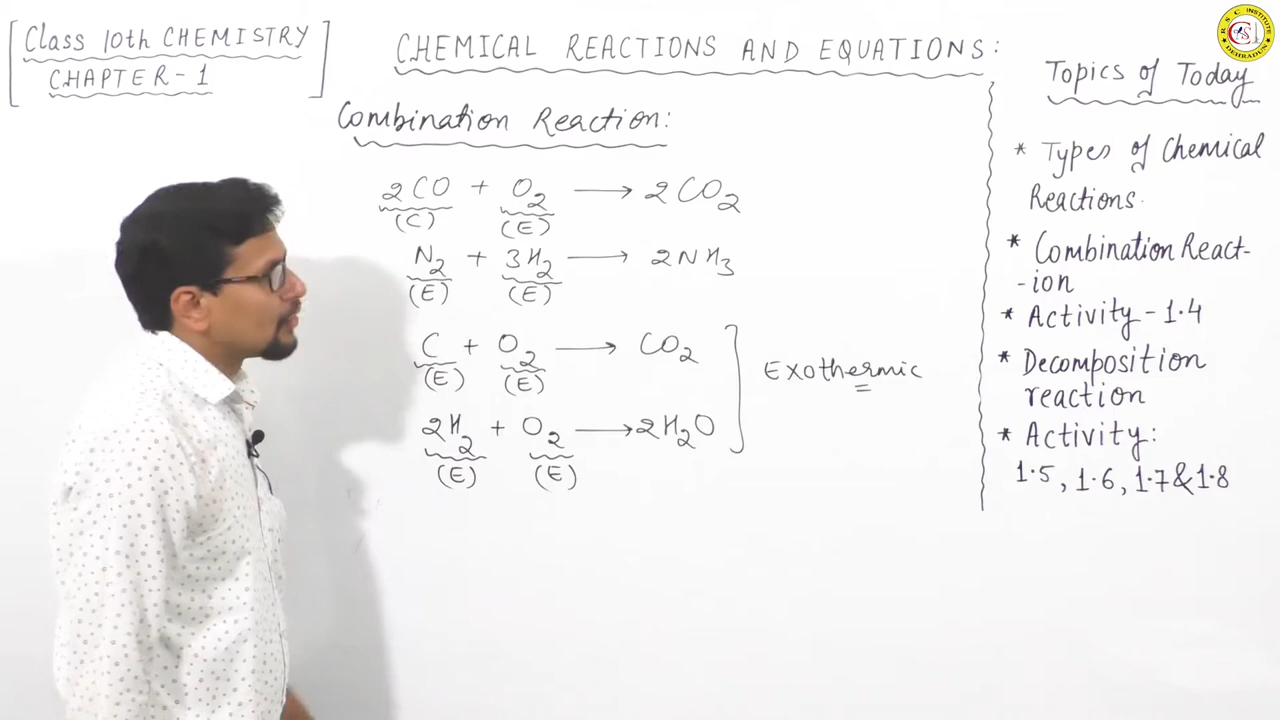 Class 10th CHEMISTRY
CHAPTER-1
CHEMICAL REACTIONS AND EQUATIONS:
Combination Reaction:
2CO + O2 → 2CO2
(C) (E)
N2 + 3H2 → 2NH3
(E) (E)
C + O2 → CO2
(E) (E)
Exothermic
2H2 + O2 → 2H2O
(E) (E)
Topics of Today
* Types of Chemical
Reactions.
* Combination React-
-ion
* Activity - 1.4
* Decomposition
reaction
* Activity:
1.5, 1.6, 1.7 & 1.8
R S C INSTITUTE
DEHRADUN